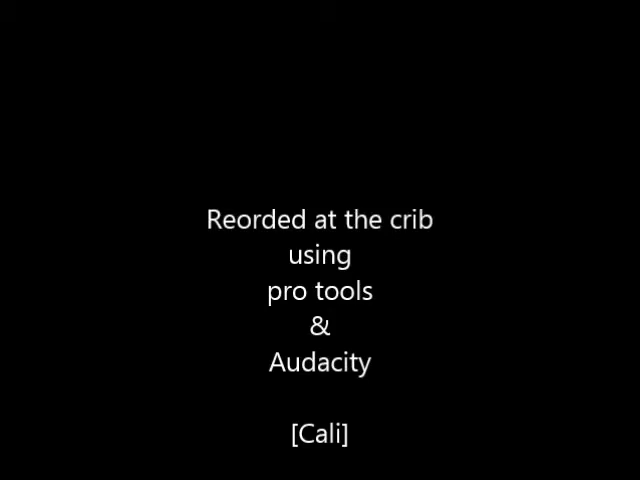 Reorded at the crib
using
pro tools
&
Audacity
[Cali]